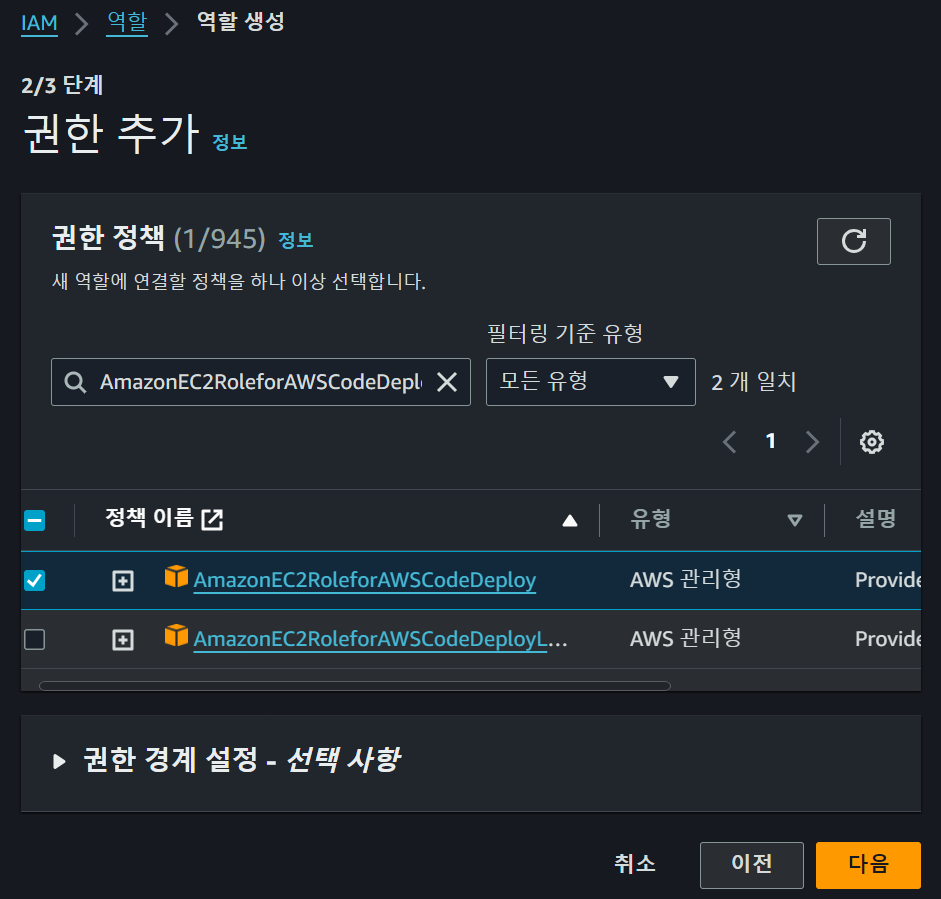 IAM > 역할 > 역할 생성
2/3 단계
권한 추가 정보
권한 정책 (1/945) 정보
새 역할에 연결할 정책을 하나 이상 선택합니다.
필터링 기준 유형
AmazonEC2RoleforAWSCodeDepl 모든 유형 2 개 일치
1
정책 이름 유형 설명
AmazonEC2RoleforAWSCodeDeploy AWS 관리형 Provide
AmazonEC2RoleforAWSCodeDeployL... AWS 관리형 Provide
권한 경계 설정 - 선택 사항
취소 이전 다음